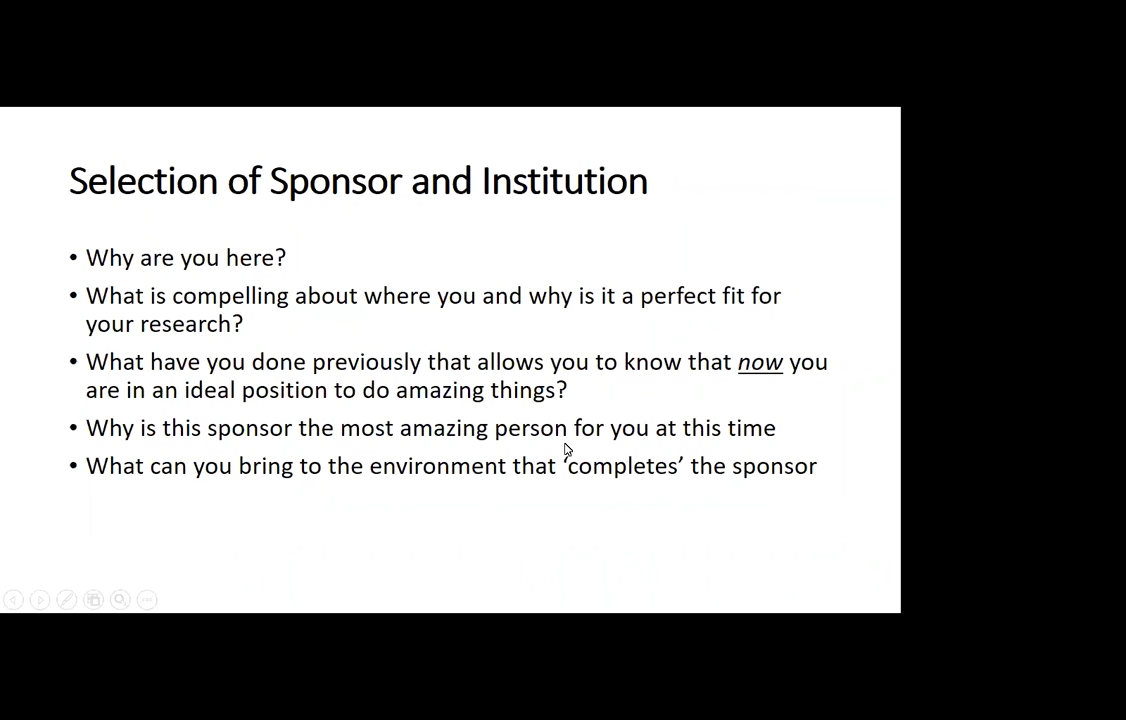 Selection of Sponsor and Institution
• Why are you here?
• What is compelling about where you and why is it a perfect fit for
your research?
• What have you done previously that allows you to know that now you
are in an ideal position to do amazing things?
• Why is this sponsor the most amazing person for you at this time
• What can you bring to the environment that ‘completes’ the sponsor